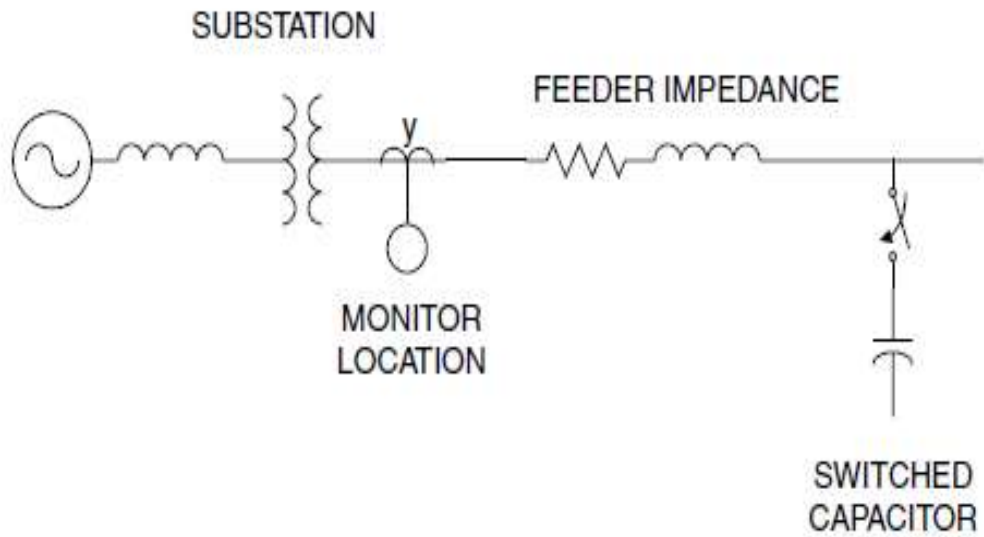 SUBSTATION
FEEDER IMPEDANCE
y
MONITOR
LOCATION
SWITCHED
CAPACITOR